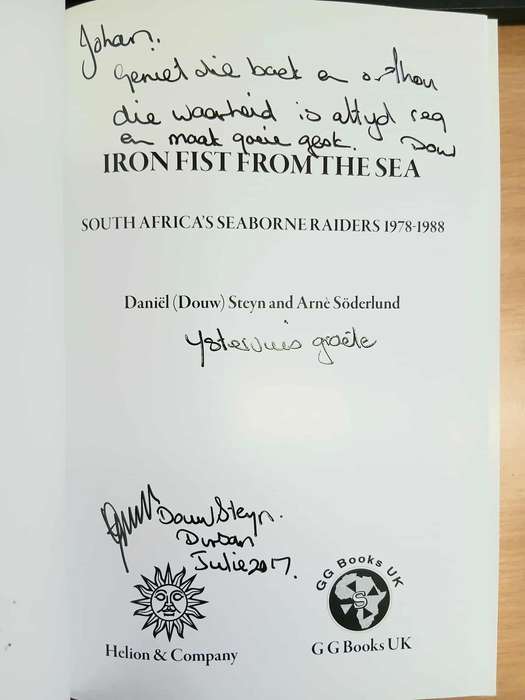 Johan.
Geniet die boek en onthou
die waarheid is altyd reg
en maak goeie gesk. Douw
IRON FIST FROM THE SEA
SOUTH AFRICA'S SEABORNE RAIDERS 1978-1988
Daniël (Douw) Steyn and Arnè Söderlund
Ystervuis groete
Douw Steyn.
Durban
Julie 2017.
GG Books UK
S
Helion & Company
G G Books UK